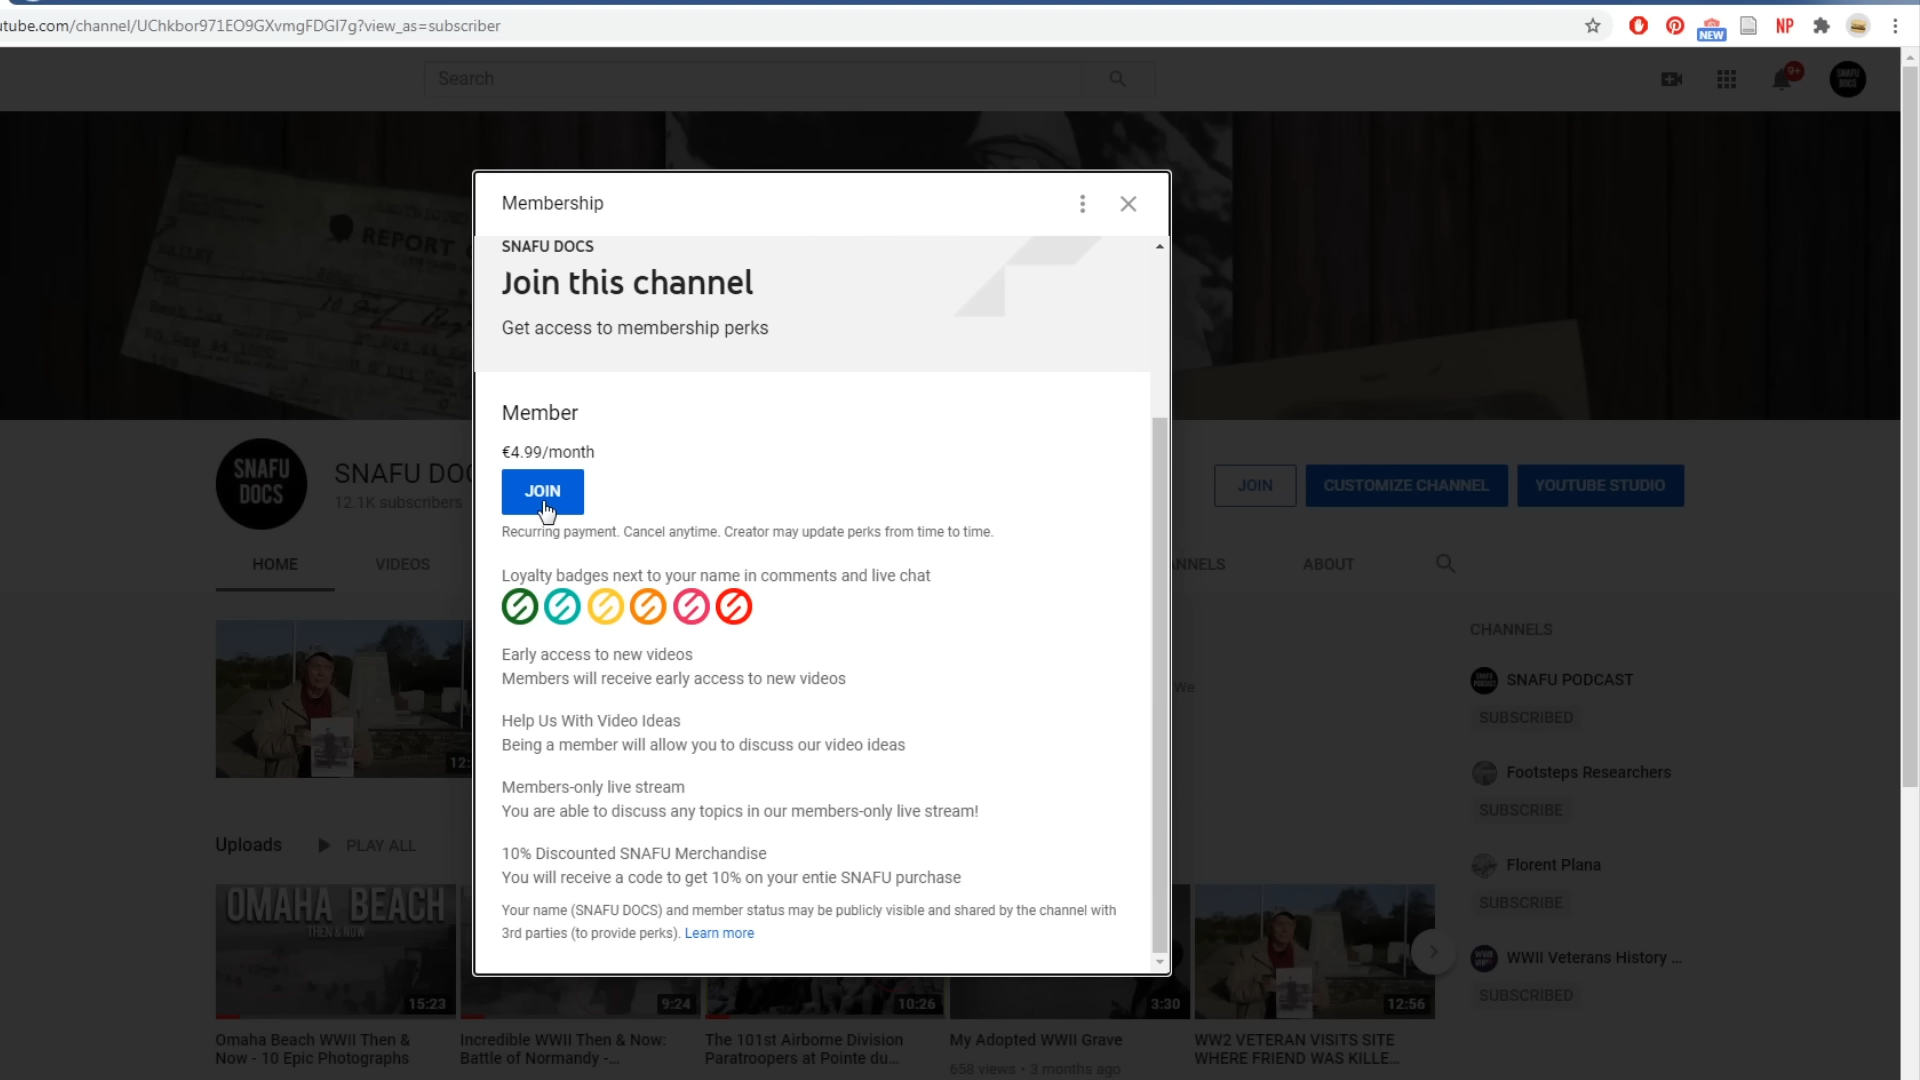 utube.com/channel/UChkbor971EO9GXvmgFDGI7g?view_as=subscriber
NEW
NP
Search
9+
SNAFU DOCS
REPORT
Membership
SNAFU DOCS
Join this channel
Get access to membership perks
Member
€4.99/month
JOIN
Recurring payment. Cancel anytime. Creator may update perks from time to time.
Loyalty badges next to your name in comments and live chat
Early access to new videos
Members will receive early access to new videos
Help Us With Video Ideas
Being a member will allow you to discuss our video ideas
Members-only live stream
You are able to discuss any topics in our members-only live stream!
10% Discounted SNAFU Merchandise
You will receive a code to get 10% on your entie SNAFU purchase
Your name (SNAFU DOCS) and member status may be publicly visible and shared by the channel with
3rd parties (to provide perks). Learn more
SNAFU
DOCS
SNAFU DOC
12.1K subscribers
JOIN
CUSTOMIZE CHANNEL
YOUTUBE STUDIO
HOME
VIDEOS
ANNELS
ABOUT
12:
We
CHANNELS
SNAFU PODCAST
SUBSCRIBED
Footsteps Researchers
SUBSCRIBE
Florent Plana
SUBSCRIBE
WWII Veterans History ...
SUBSCRIBED
Uploads
PLAY ALL
OMAHA BEACH
THEN & NOW
15:23
9:24
10:26
3:30
12:56
Omaha Beach WWII Then &
Now - 10 Epic Photographs
Incredible WWII Then & Now:
Battle of Normandy -...
The 101st Airborne Division
Paratroopers at Pointe du...
My Adopted WWII Grave
658 views • 3 months ago
WW2 VETERAN VISITS SITE
WHERE FRIEND WAS KILLE...